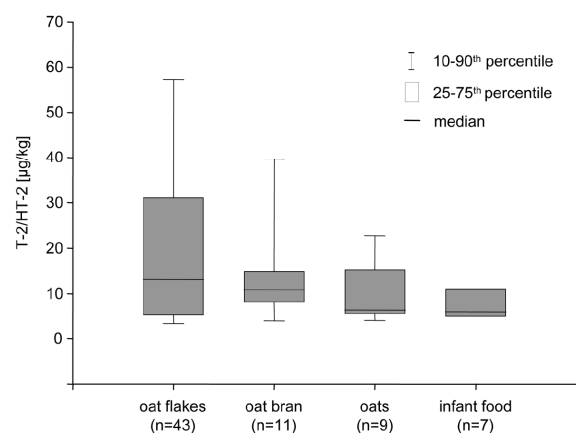 70
60
50
40
30
20
10
0
T-2/HT-2 [µg/kg]
10-90th percentile
25-75th percentile
median
oat flakes
(n=43)
oat bran
(n=11)
oats
(n=9)
infant food
(n=7)